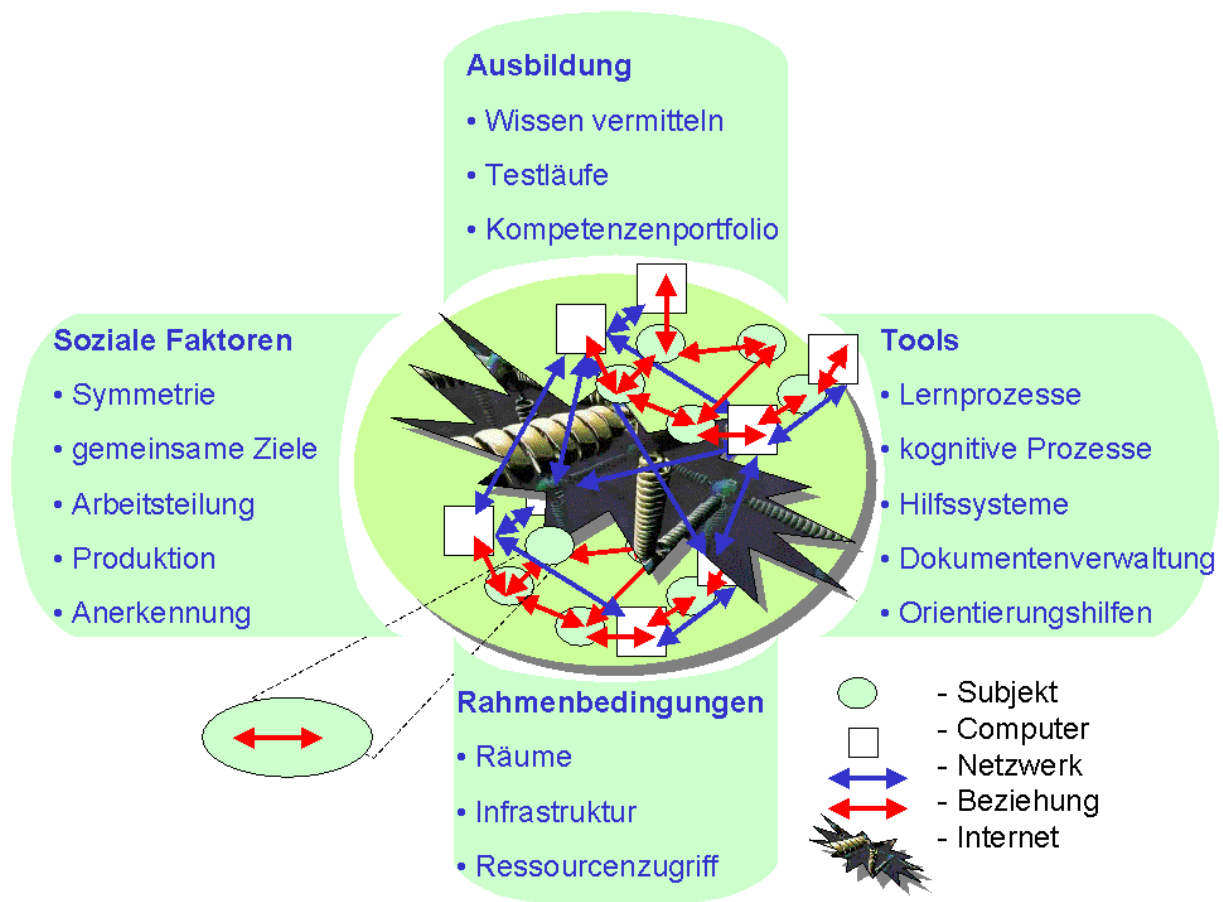 Ausbildung
• Wissen vermitteln
• Testläufe
• Kompetenzenportfolio
Soziale Faktoren
• Symmetrie
• gemeinsame Ziele
• Arbeitsteilung
• Produktion
• Anerkennung
Tools
• Lernprozesse
• kognitive Prozesse
• Hilfssysteme
• Dokumentenverwaltung
• Orientierungshilfen
Rahmenbedingungen
• Räume
• Infrastruktur
• Ressourcenzugriff
- Subjekt
- Computer
- Netzwerk
- Beziehung
- Internet